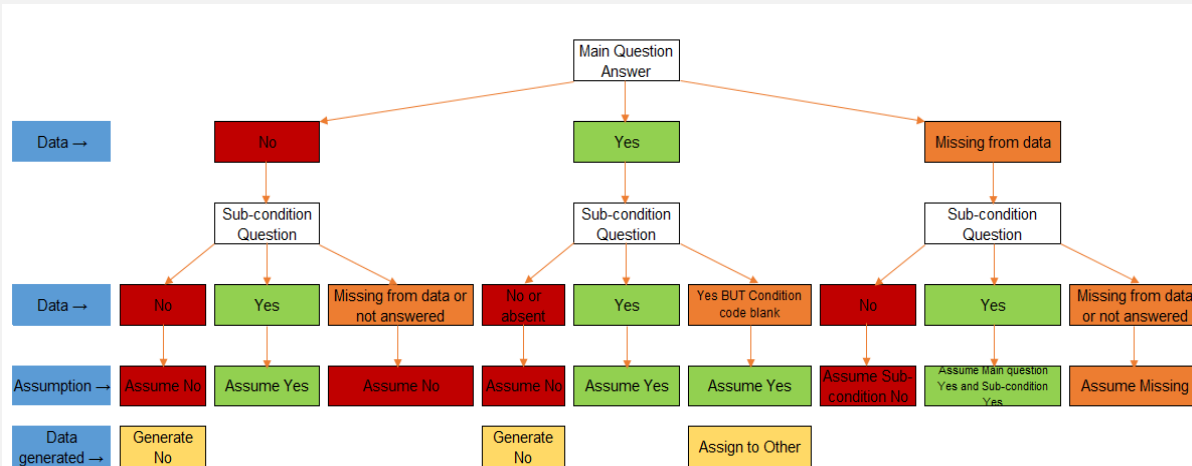 Main Question
Answer
Data →
No
Yes
Missing from data
Sub-condition
Question
Sub-condition
Question
Sub-condition
Question
Data →
No
Yes
Missing from data or
not answered
No or
absent
Yes
Yes BUT Condition
code blank
No
Yes
Missing from data
or not answered
Assumption →
Assume No
Assume Yes
Assume No
Assume No
Assume Yes
Assume Yes
Assume Sub-
condition No
Assume Main question
Yes and Sub-condition
Yes
Assume Missing
Data
generated →
Generate
No
Generate
No
Assign to Other